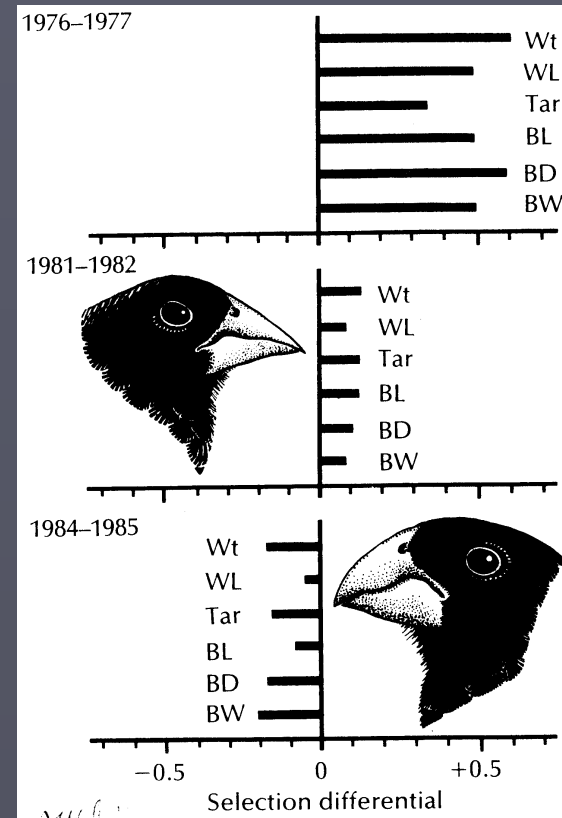 1976–1977
Wt
WL
Tar
BL
BD
BW
1981–1982
Wt
WL
Tar
BL
BD
BW
1984–1985
Wt
WL
Tar
BL
BD
BW
−0.5 0 +0.5
Selection differential